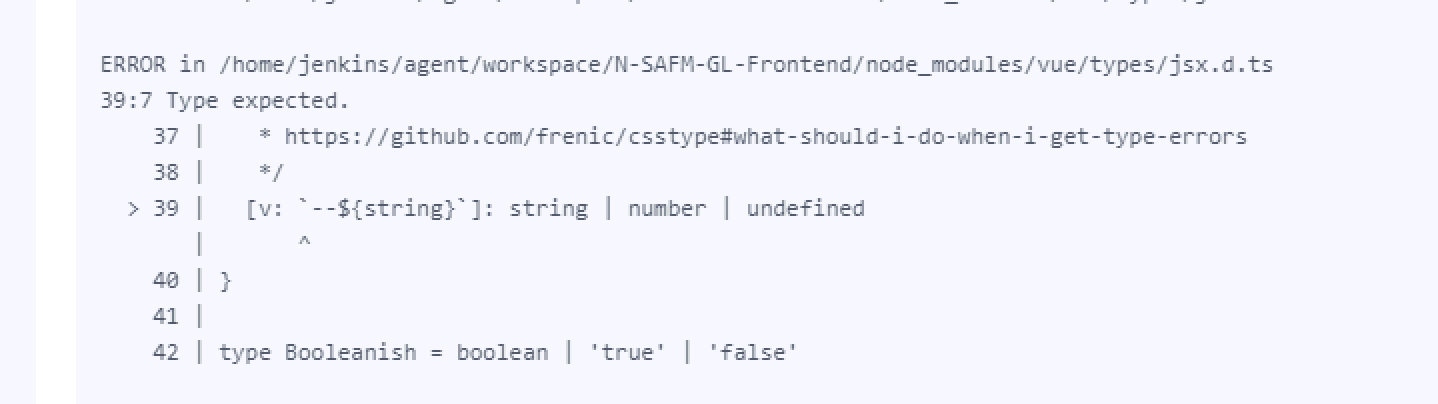 ERROR in /home/jenkins/agent/workspace/N-SAFM-GL-Frontend/node_modules/vue/types/jsx.d.ts
39:7 Type expected.
    37 |    * https://github.com/frenic/csstype#what-should-i-do-when-i-get-type-errors
    38 |    */
  > 39 |   [v: `--${string}`]: string | number | undefined
       |       ^
    40 | }
    41 |
    42 | type Booleanish = boolean | 'true' | 'false'